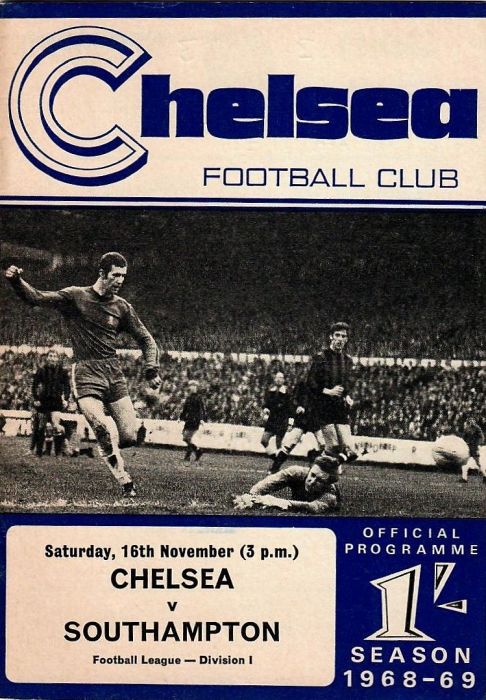 Chelsea
FOOTBALL CLUB
Saturday, 16th November (3 p.m.)
CHELSEA
v
SOUTHAMPTON
Football League — Division I
OFFICIAL
PROGRAMME
1/-
SEASON
1968-69